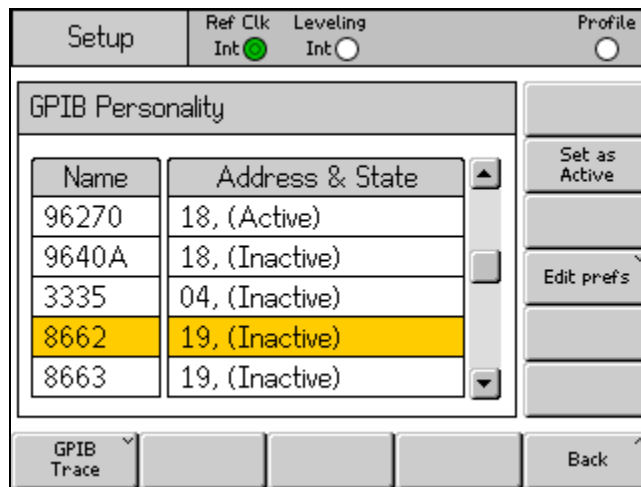 Setup
Ref Clk
Int
Leveling
Int
Profile
GPIB Personality
Name Address & State
96270 18, (Active)
9640A 18, (Inactive)
3335 04, (Inactive)
8662 19, (Inactive)
8663 19, (Inactive)
Set as
Active
Edit prefs
GPIB
Trace
Back